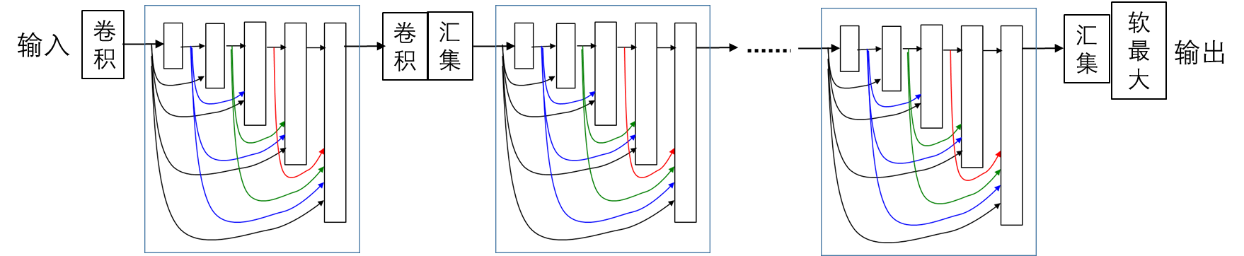 输入
卷积
卷积
汇集
......
汇集
软最大
输出